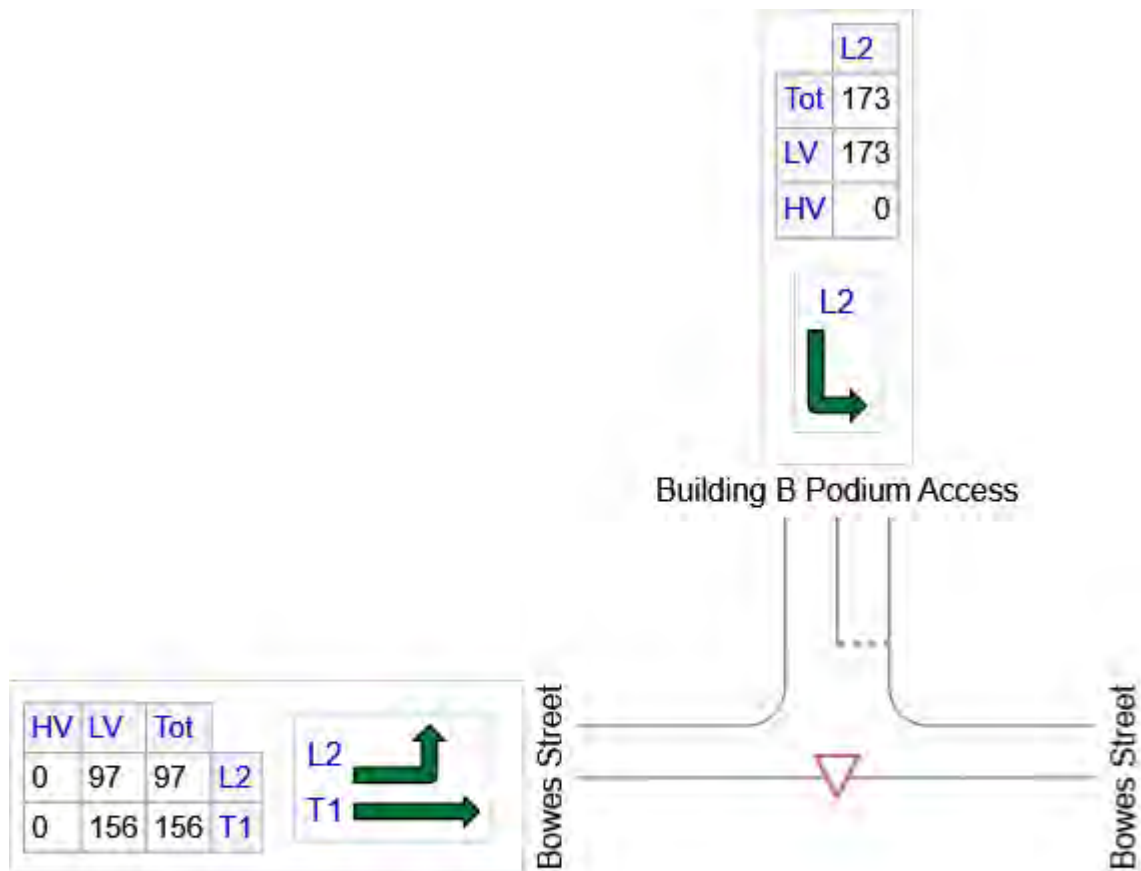 L2
Tot 173
LV 173
HV 0
L2
Building B Podium Access
HV LV Tot
0 97 97 L2
0 156 156 T1
L2
T1
Bowes Street
Bowes Street